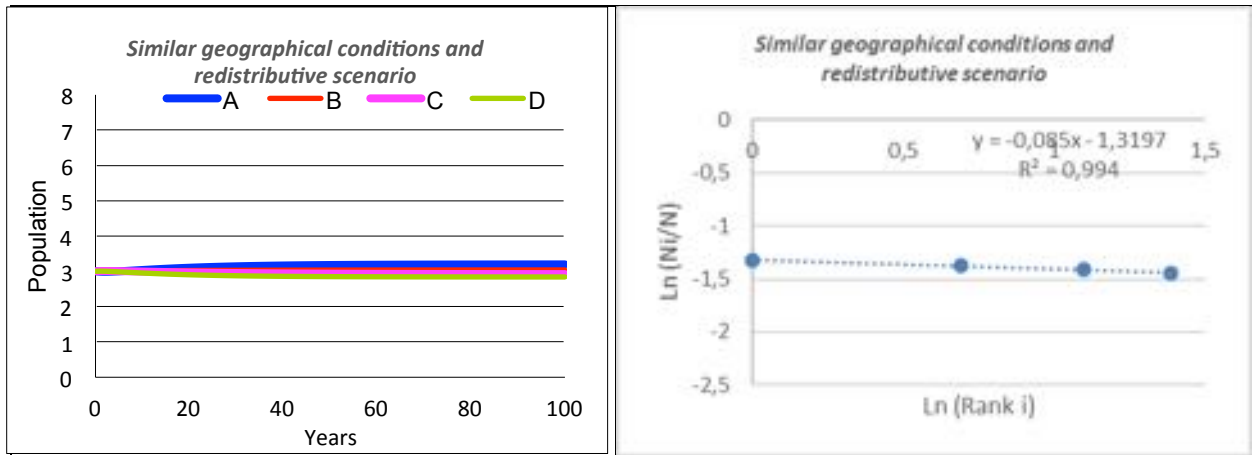 Similar geographical conditions and
redistributive scenario
A B C D
8
7
6
5
4
3
2
1
0
0 20 40 60 80 100
Population
Years
Similar geographical conditions and
redistributive scenario
0
-0,5
-1
-1,5
-2
-2,5
0 0,5 1 1,5
y = -0,085x - 1,3197
R² = 0,994
Ln (Ni/N)
Ln (Rank i)